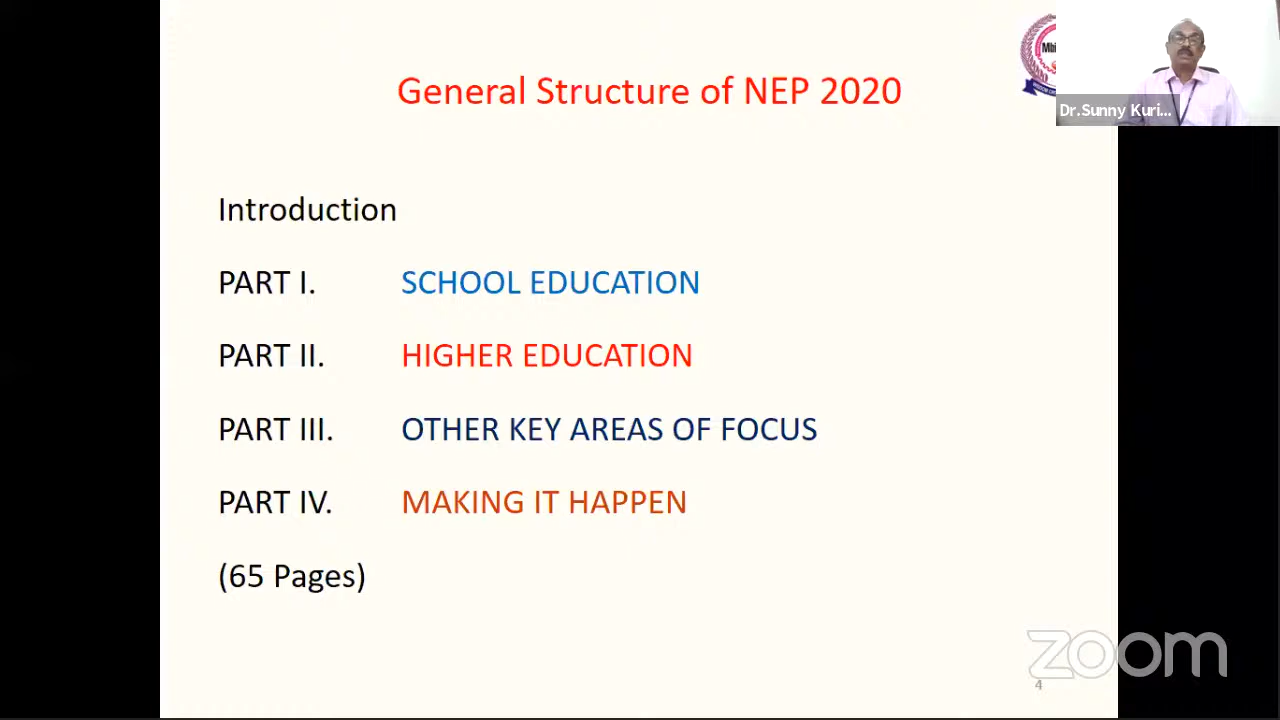 General Structure of NEP 2020
Dr.Sunny Kuri...
Introduction
PART I. SCHOOL EDUCATION
PART II. HIGHER EDUCATION
PART III. OTHER KEY AREAS OF FOCUS
PART IV. MAKING IT HAPPEN
(65 Pages)
zoom
4